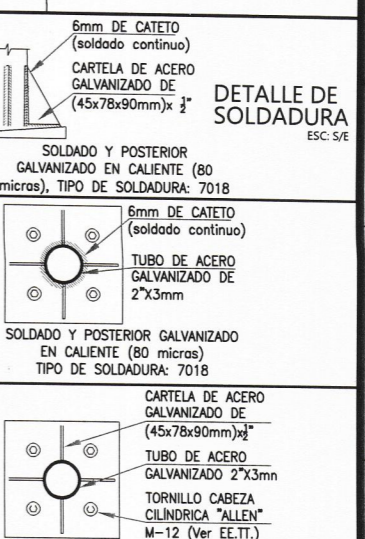 6mm DE CATETO
(soldado continuo)
CARTELA DE ACERO
GALVANIZADO DE
(45x78x90mm)x ½"
DETALLE DE
SOLDADURA
ESC: S/E
SOLDADO Y POSTERIOR
GALVANIZADO EN CALIENTE (80
micras), TIPO DE SOLDADURA: 7018
6mm DE CATETO
(soldado continuo)
TUBO DE ACERO
GALVANIZADO DE
2"X3mm
SOLDADO Y POSTERIOR GALVANIZADO
EN CALIENTE (80 micras)
TIPO DE SOLDADURA: 7018
CARTELA DE ACERO
GALVANIZADO DE
(45x78x90mm)x½"
TUBO DE ACERO
GALVANIZADO 2"X3mn
TORNILLO CABEZA
CILÍNDRICA "ALLEN"
M-12 (Ver EE.TT.)